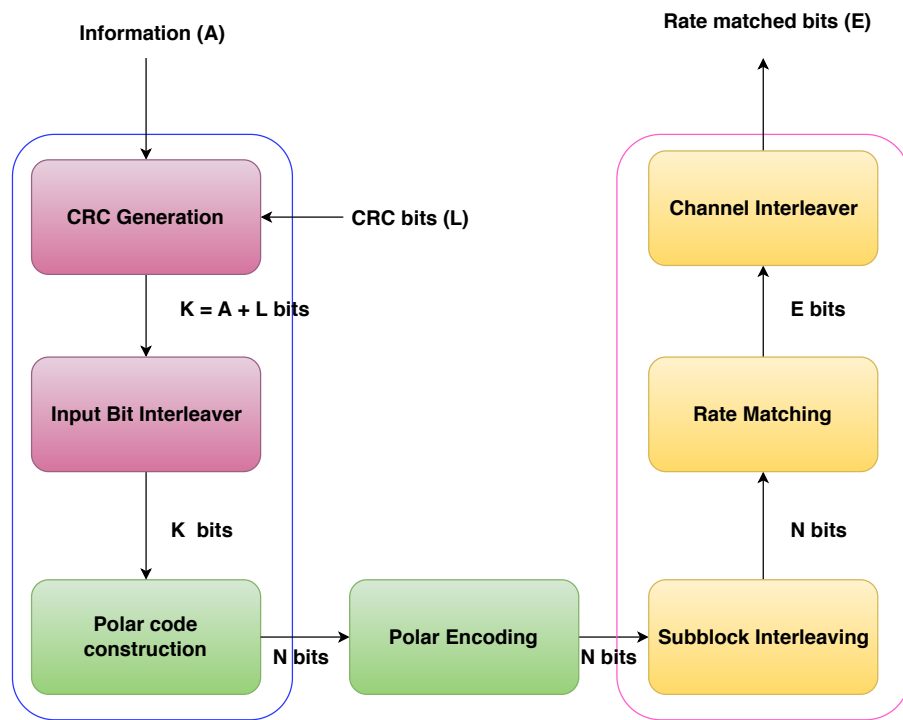 Information (A)
CRC Generation
CRC bits (L)
K = A + L bits
Input Bit Interleaver
K bits
Polar code
construction
N bits
Polar Encoding
N bits
Subblock Interleaving
N bits
Rate Matching
E bits
Channel Interleaver
Rate matched bits (E)